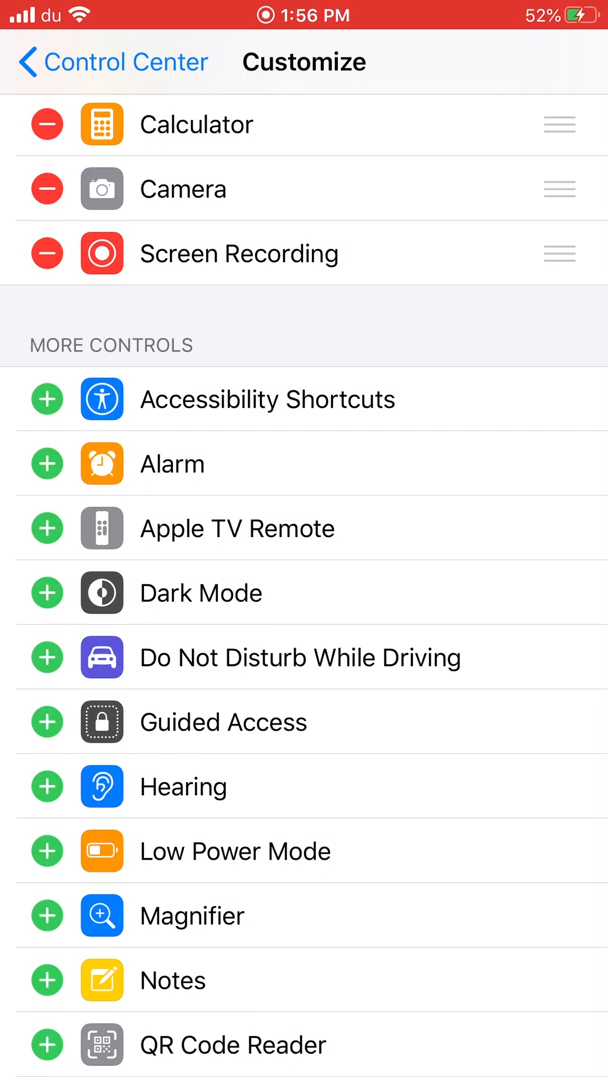 du 1:56 PM 52%
Control Center Customize
Calculator
Camera
Screen Recording
MORE CONTROLS
Accessibility Shortcuts
Alarm
Apple TV Remote
Dark Mode
Do Not Disturb While Driving
Guided Access
Hearing
Low Power Mode
Magnifier
Notes
QR Code Reader